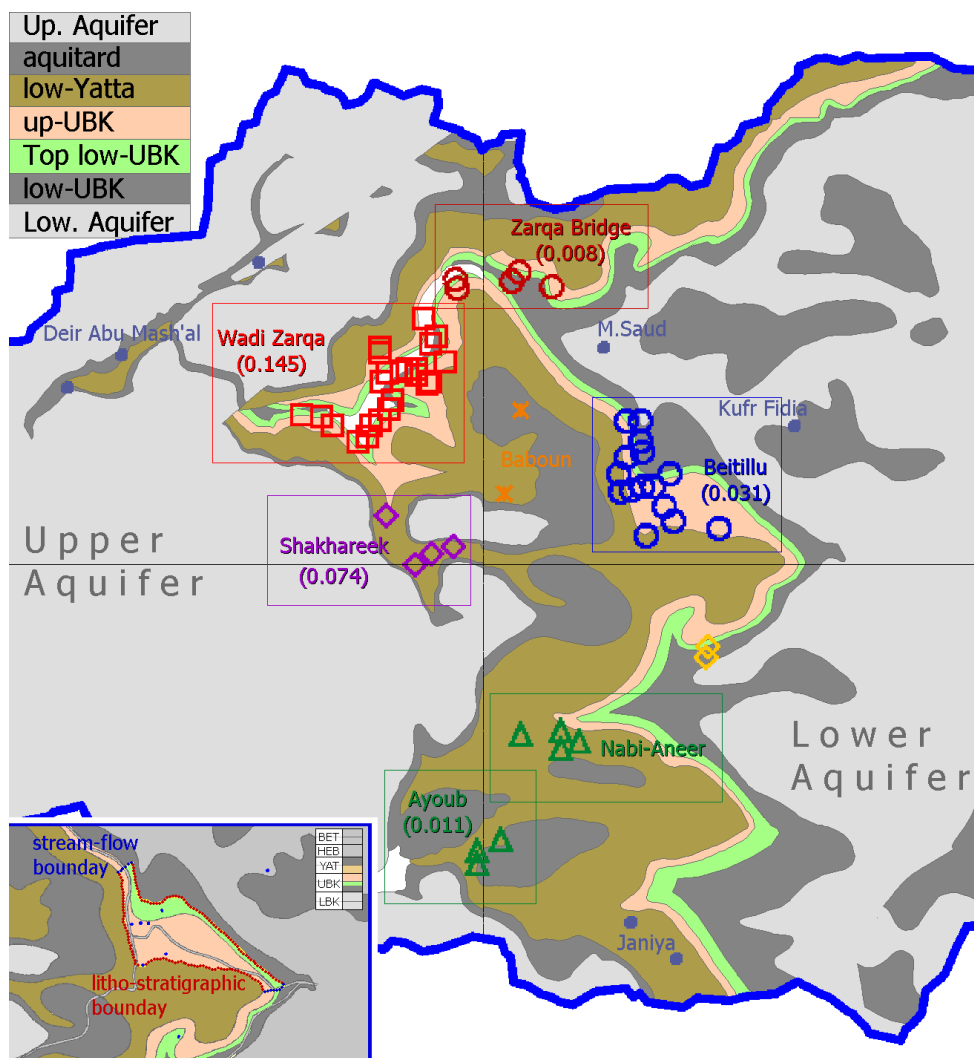 Up. Aquifer
aquitard
low-Yatta
up-UBK
Top low-UBK
low-UBK
Low. Aquifer
Zarqa Bridge
(0.008)
Deir Abu Mash'al
Wadi Zarqa
(0.145)
M.Saud
Kufr Fidia
Baboun
Beitillu
(0.031)
Upper
Aquifer
Shakhareek
(0.074)
Nabi-Aneer
Lower
Aquifer
Ayoub
(0.011)
Janiya
stream-flow
bounday
BET
HEB
YAT
UBK
LBK
litho-stratigraphic
bounday